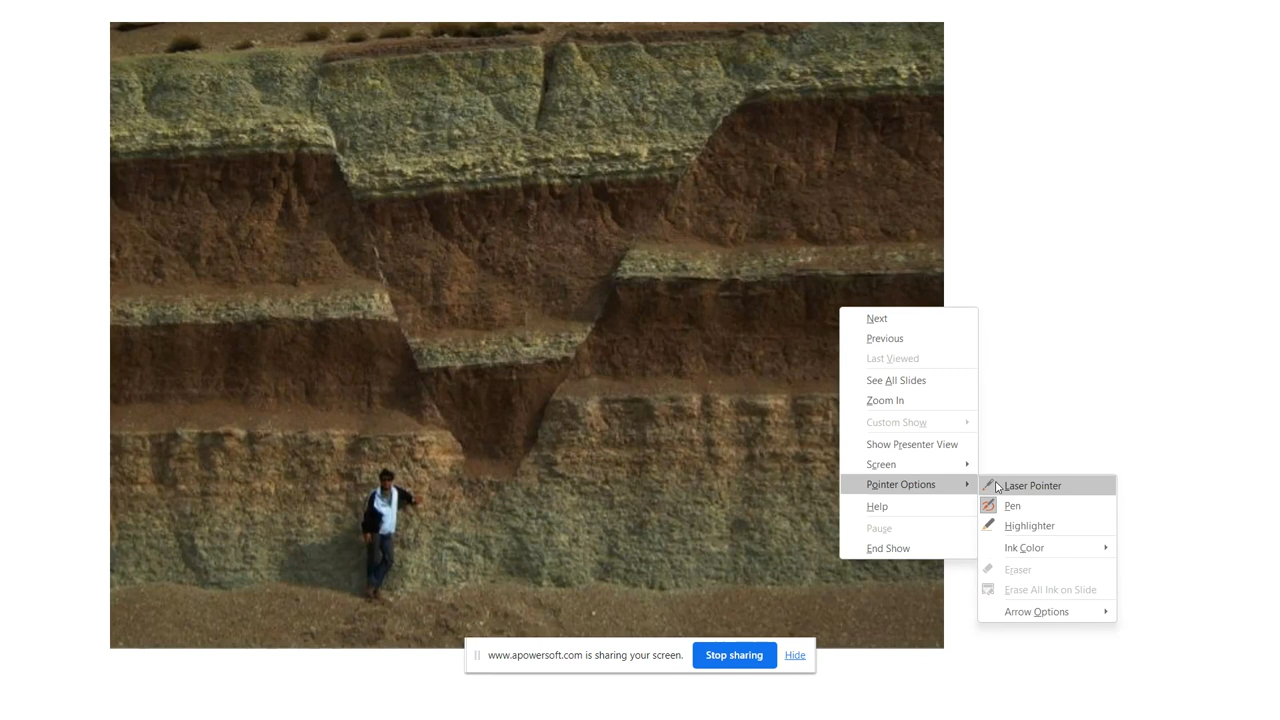 Next
Previous
Last Viewed
See All Slides
Zoom In
Custom Show
Show Presenter View
Screen
Pointer Options
Help
Pause
End Show
Laser Pointer
Pen
Highlighter
Ink Color
Eraser
Erase All Ink on Slide
Arrow Options
www.apowersoft.com is sharing your screen. Stop sharing Hide